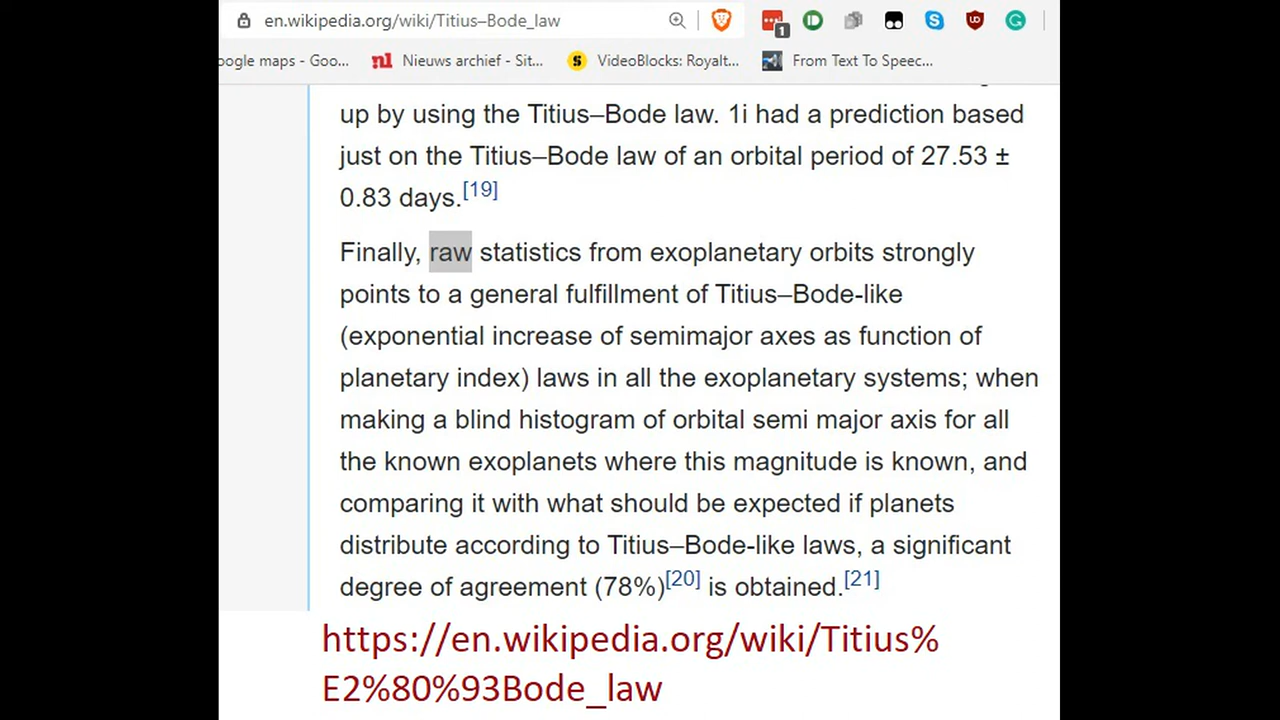 en.wikipedia.org/wiki/Titius–Bode_law
1
oogle maps - Goo... nl Nieuws archief - Sit... S VideoBlocks: Royalt... From Text To Speec...
up by using the Titius–Bode law. 1i had a prediction based
just on the Titius–Bode law of an orbital period of 27.53 ±
0.83 days.[19]
Finally, raw statistics from exoplanetary orbits strongly
points to a general fulfillment of Titius–Bode-like
(exponential increase of semimajor axes as function of
planetary index) laws in all the exoplanetary systems; when
making a blind histogram of orbital semi major axis for all
the known exoplanets where this magnitude is known, and
comparing it with what should be expected if planets
distribute according to Titius–Bode-like laws, a significant
degree of agreement (78%)[20] is obtained.[21]
https://en.wikipedia.org/wiki/Titius%
E2%80%93Bode_law